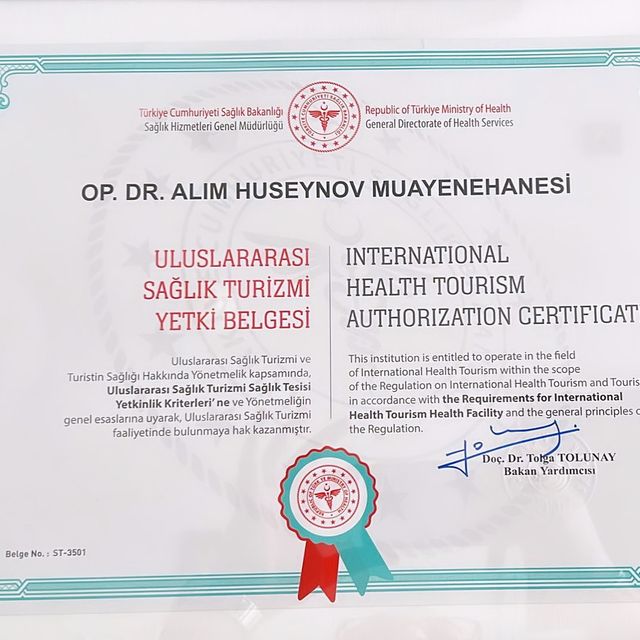 Türkiye Cumhuriyeti Sağlık Bakanlığı
Sağlık Hizmetleri Genel Müdürlüğü
Republic of Türkiye Ministry of Health
General Directorate of Health Services
OP. DR. ALIM HUSEYNOV MUAYENEHANESİ
ULUSLARARASI
SAĞLIK TURİZMİ
YETKİ BELGESİ
Uluslararası Sağlık Turizmi ve
Turistin Sağlığı Hakkında Yönetmelik kapsamında,
Uluslararası Sağlık Turizmi Sağlık Tesisi
Yetkinlik Kriterleri' ne ve Yönetmeliğin
genel esaslarına uyarak, Uluslararası Sağlık Turizmi
faaliyetinde bulunmaya hak kazanmıştır.
INTERNATIONAL
HEALTH TOURISM
AUTHORIZATION CERTIFICAT
This institution is entitled to operate in the field
of International Health Tourism within the scope
of the Regulation on International Health Tourism and Touris
in accordance with the Requirements for International
Health Tourism Health Facility and the general principles o
the Regulation.
Doç. Dr. Tolga TOLUNAY
Bakan Yardımcısı
Belge No. : ST-3501